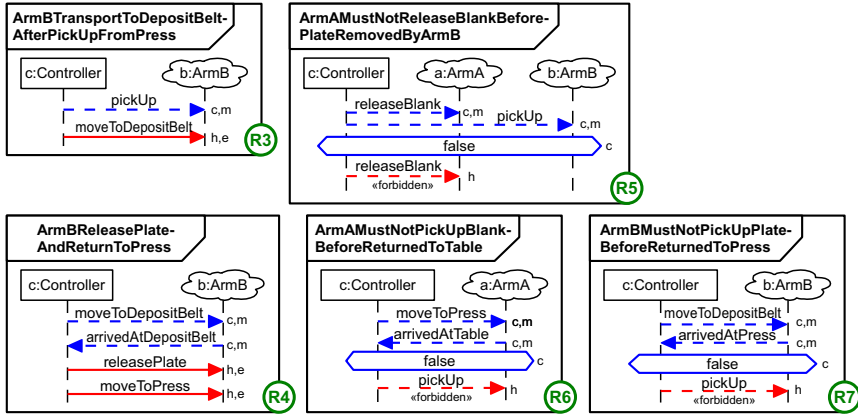 ArmBTransportToDepositBelt-
AfterPickUpFromPress
c:Controller
b:ArmB
pickUp
c,m
moveToDepositBelt
h,e
R3
ArmAMustNotReleaseBlankBefore-
PlateRemovedByArmB
c:Controller
a:ArmA
b:ArmB
releaseBlank
c,m
pickUp
c,m
false
c
releaseBlank
h
«forbidden»
R5
ArmBReleasePlate-
AndReturnToPress
c:Controller
b:ArmB
moveToDepositBelt
c,m
arrivedAtDepositBelt
c,m
releasePlate
h,e
moveToPress
h,e
R4
ArmAMustNotPickUpBlank-
BeforeReturnedToTable
c:Controller
a:ArmA
moveToPress
c,m
arrivedAtTable
c,m
false
c
pickUp
h
«forbidden»
R6
ArmBMustNotPickUpPlate-
BeforeReturnedToPress
c:Controller
b:ArmB
moveToDepositBelt
c,m
arrivedAtPress
c,m
false
c
pickUp
h
«forbidden»
R7